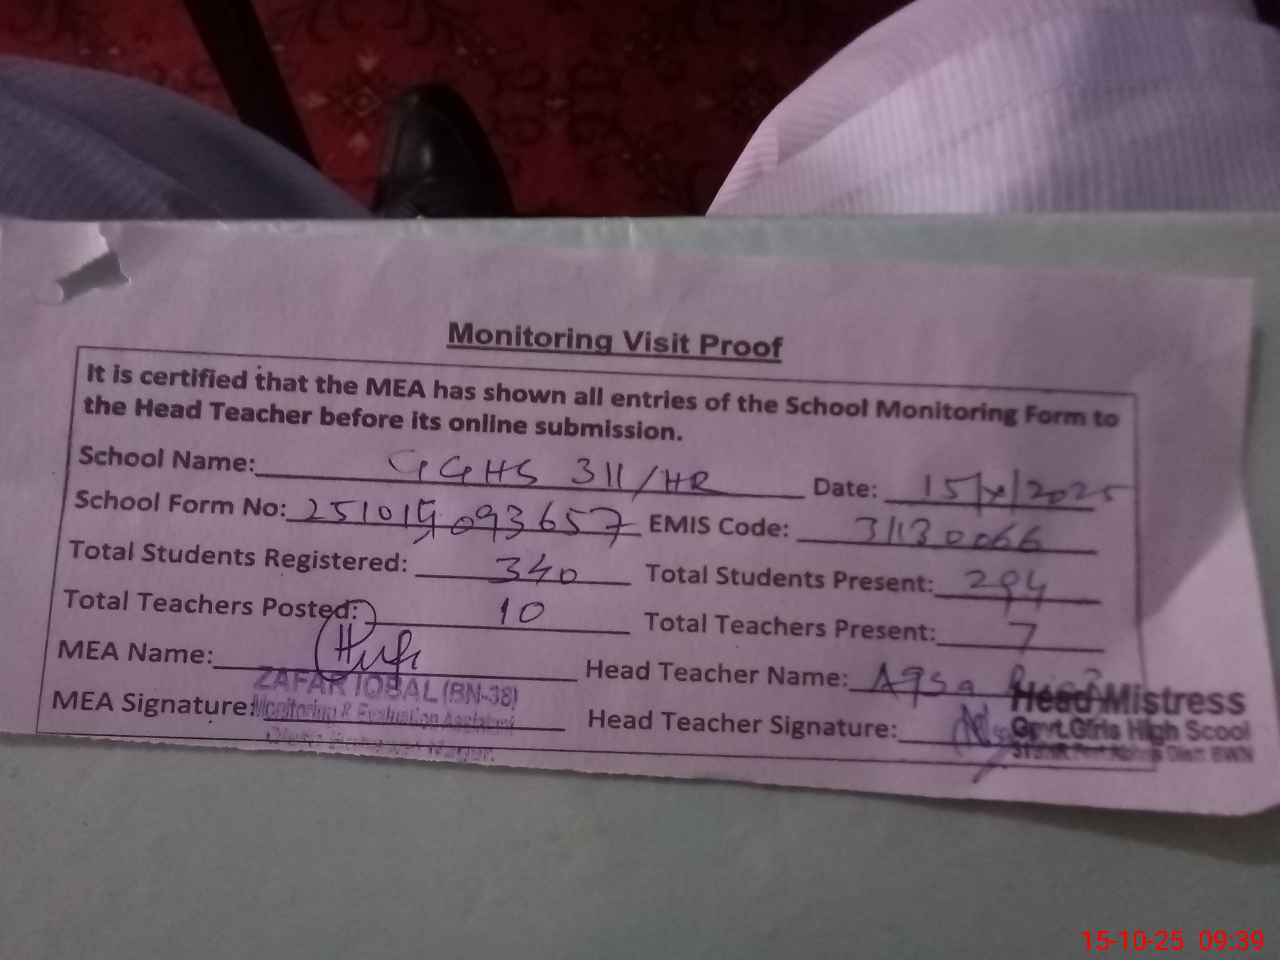 Monitoring Visit Proof
It is certified that the MEA has shown all entries of the School Monitoring Form to
the Head Teacher before its online submission.
School Name: GGHS 311/HR Date: 15/x/2025
School Form No: 251015093657 EMIS Code: 31130066
Total Students Registered: 340 Total Students Present: 294
Total Teachers Posted: 10 Total Teachers Present: 7
MEA Name: Head Teacher Name: Aqsa
ZAFAR IQBAL (BN-38) Head Mistress
MEA Signature: Monitoring & Evaluation Assistant Head Teacher Signature: Govt. Girls High Scool
15-10-25 09:39